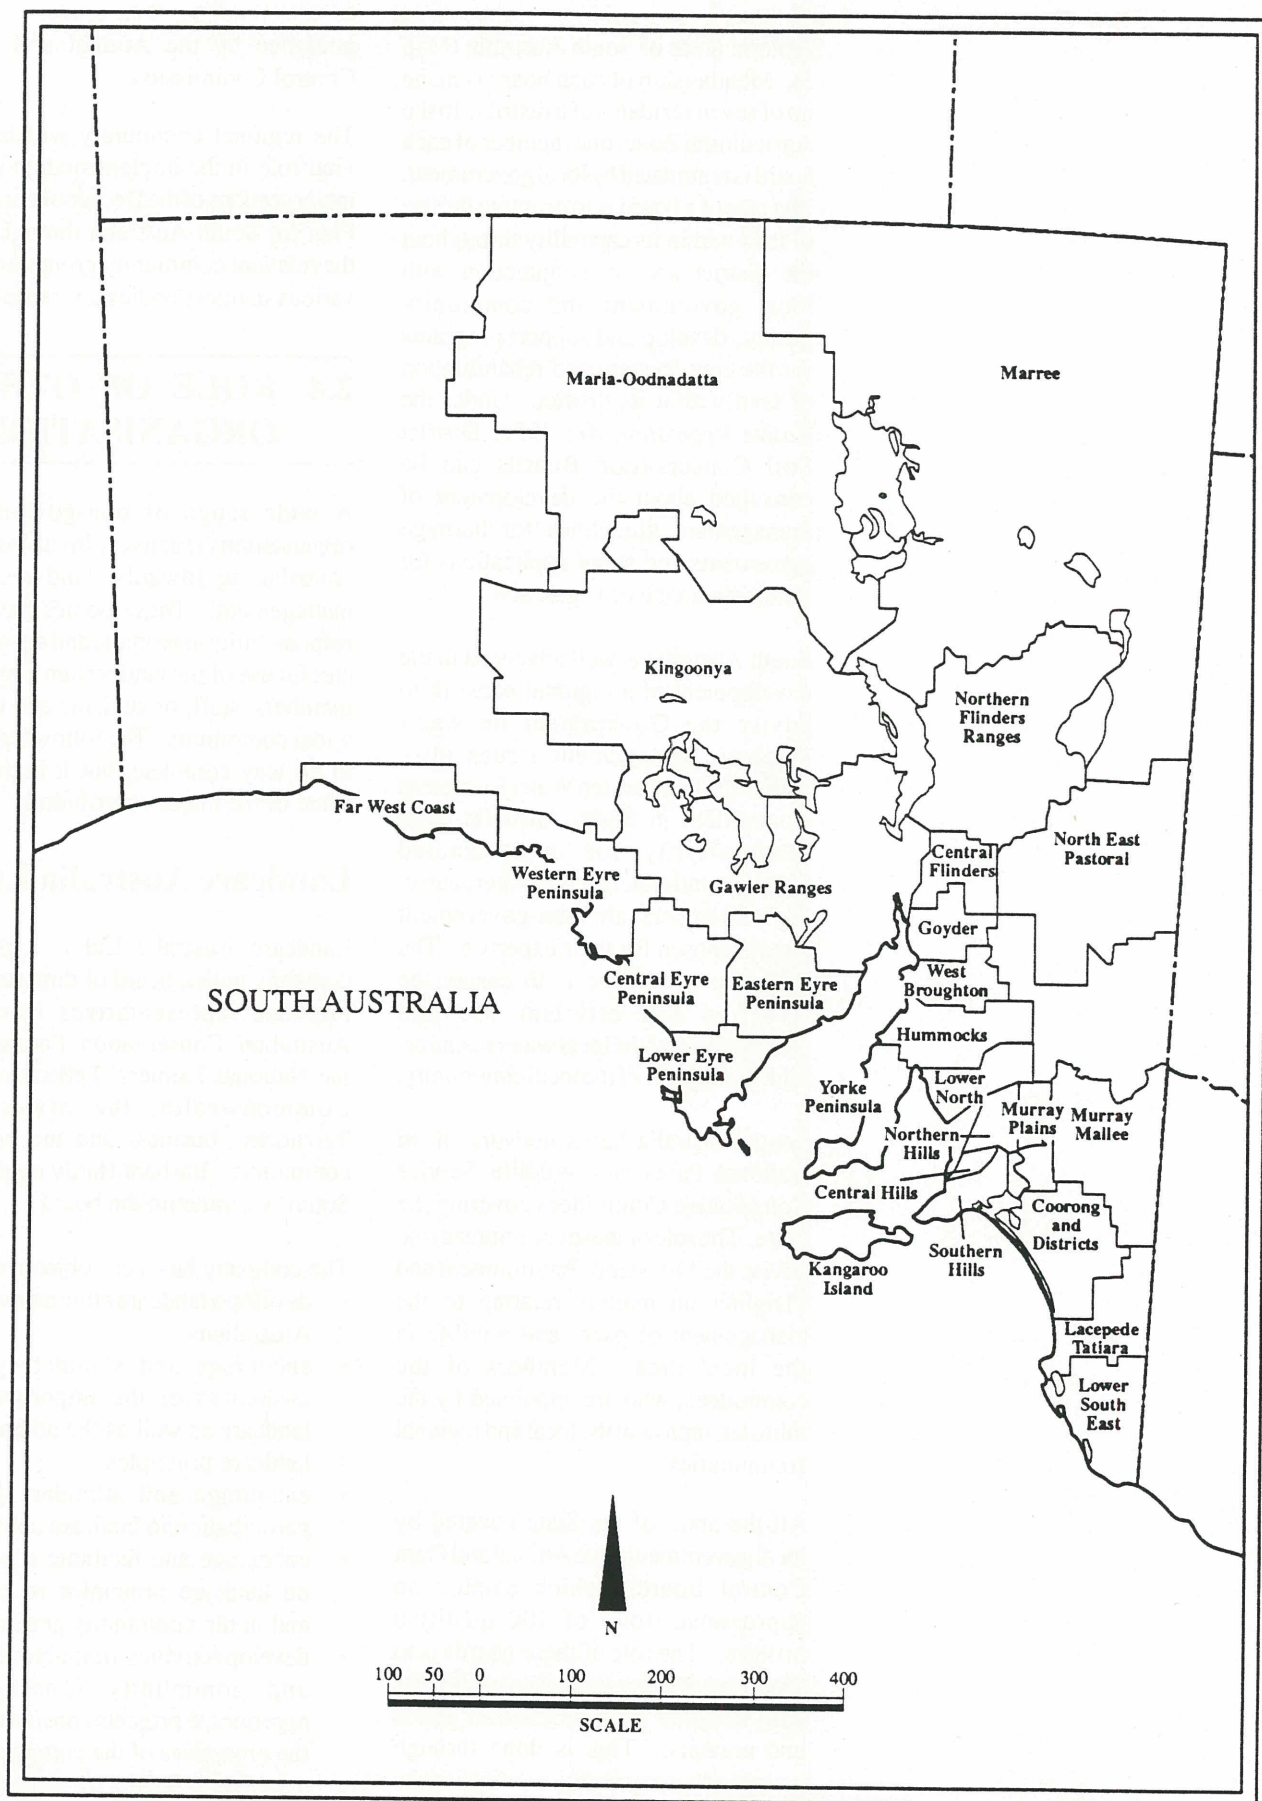 Marla-Oodnadatta
Marree
Kingoonya
Northern
Flinders
Ranges
Far West Coast
Western Eyre
Peninsula
Gawler Ranges
Central
Flinders
North East
Pastoral
Goyder
West
Broughton
Central Eyre
Peninsula
Eastern Eyre
Peninsula
SOUTH AUSTRALIA
Hummocks
Lower Eyre
Peninsula
Yorke
Peninsula
Lower
North
Murray
Plains
Murray
Mallee
Northern
Hills
Central Hills
Coorong
and
Districts
Southern
Hills
Kangaroo
Island
Lacepede
Tatiara
Lower
South
East
N
100 50 0 100 200 300 400
SCALE